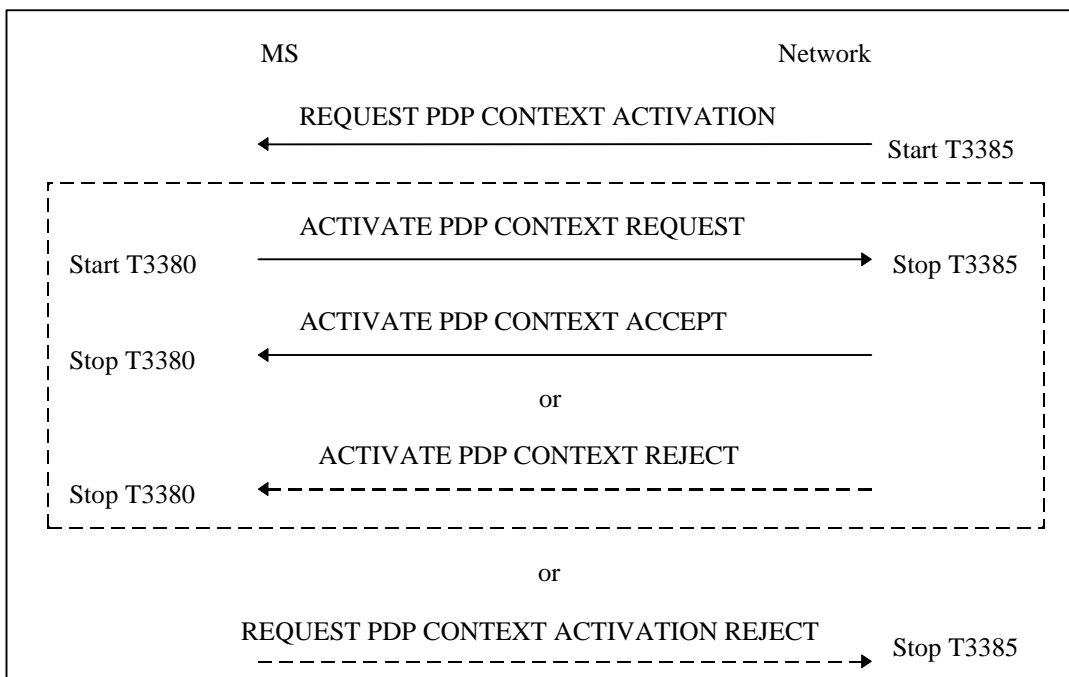 MS Network
REQUEST PDP CONTEXT ACTIVATION
Start T3385
ACTIVATE PDP CONTEXT REQUEST
Start T3380 Stop T3385
ACTIVATE PDP CONTEXT ACCEPT
Stop T3380
or
ACTIVATE PDP CONTEXT REJECT
Stop T3380
or
REQUEST PDP CONTEXT ACTIVATION REJECT
Stop T3385